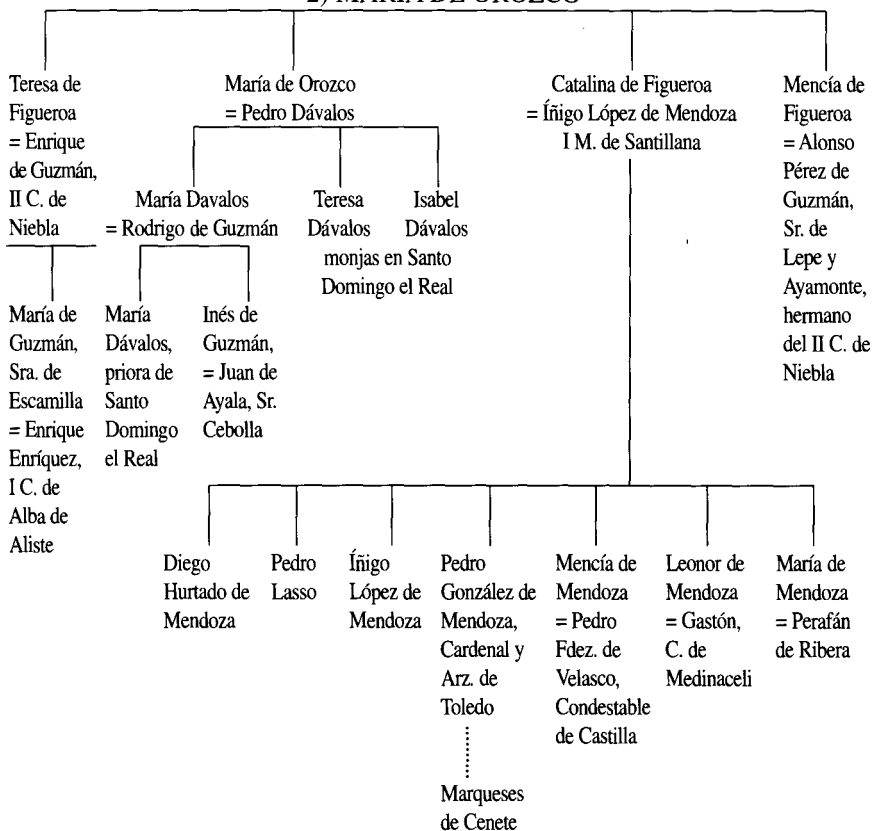 2) MARÍA DE OROZCO
Teresa de
Figueroa
= Enrique
de Guzmán,
II C. de
Niebla
María de Orozco
= Pedro Dávalos
Catalina de Figueroa
= Íñigo López de Mendoza
I M. de Santillana
Mencía de
Figueroa
= Alonso
Pérez de
Guzmán,
Sr. de
Lepe y
Ayamonte,
hermano
del II C. de
Niebla
María Davalos
= Rodrigo de Guzmán
Teresa
Dávalos
Isabel
Dávalos
monjas en Santo
Domingo el Real
María de
Guzmán,
Sra. de
Escamilla
= Enrique
Enríquez,
I C. de
Alba de
Aliste
María
Dávalos,
priora de
Santo
Domingo
el Real
Inés de
Guzmán,
= Juan de
Ayala, Sr.
Cebolla
Diego
Hurtado de
Mendoza
Pedro
Lasso
Íñigo
López de
Mendoza
Pedro
González de
Mendoza,
Cardenal y
Arz. de
Toledo
Marqueses
de Cenete
Mencía de
Mendoza
= Pedro
Fdez. de
Velasco,
Condestable
de Castilla
Leonor de
Mendoza
= Gastón,
C. de
Medinaceli
María de
Mendoza
= Perafán
de Ribera